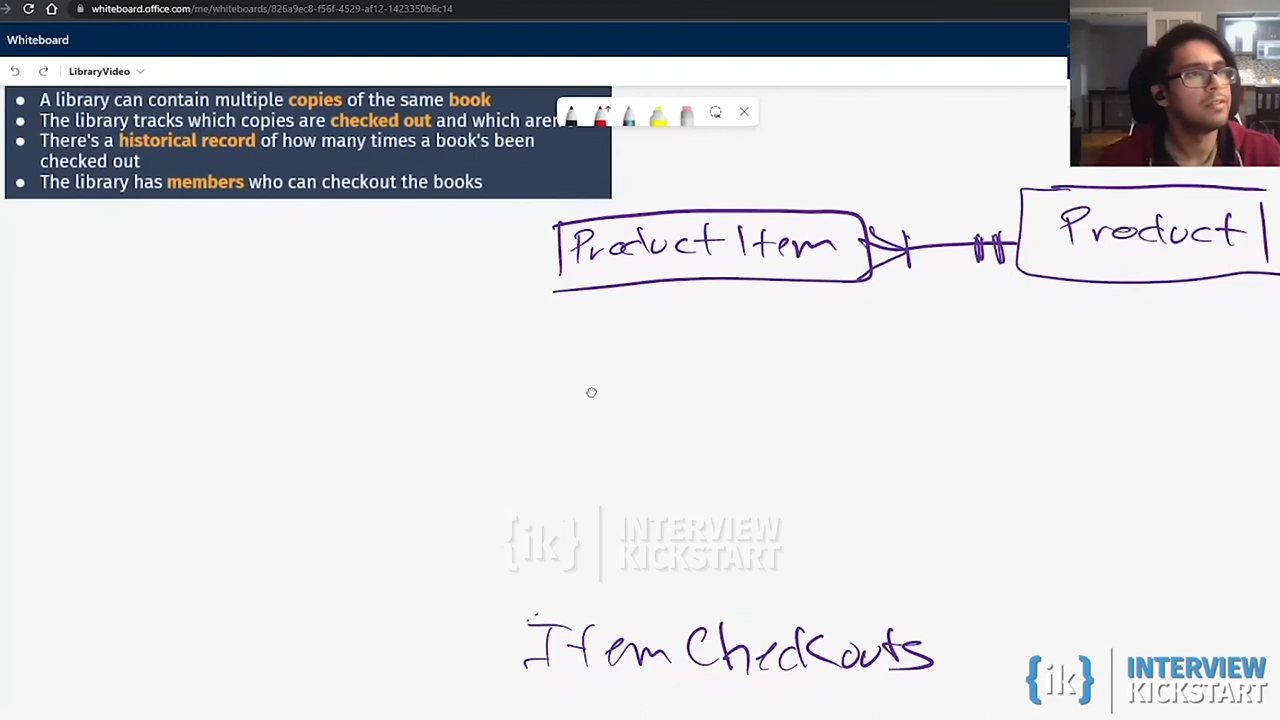 whiteboard.office.com/me/whiteboards/826a9ec8-f56f-4529-af12-1423350b6c14
Whiteboard
LibraryVideo
A library can contain multiple copies of the same book
The library tracks which copies are checked out and which aren
There's a historical record of how many times a book's been
checked out
The library has members who can checkout the books
Product Item
Product
{ik} INTERVIEW
KICKSTART
Item Checkouts
{ik} INTERVIEW
KICKSTART